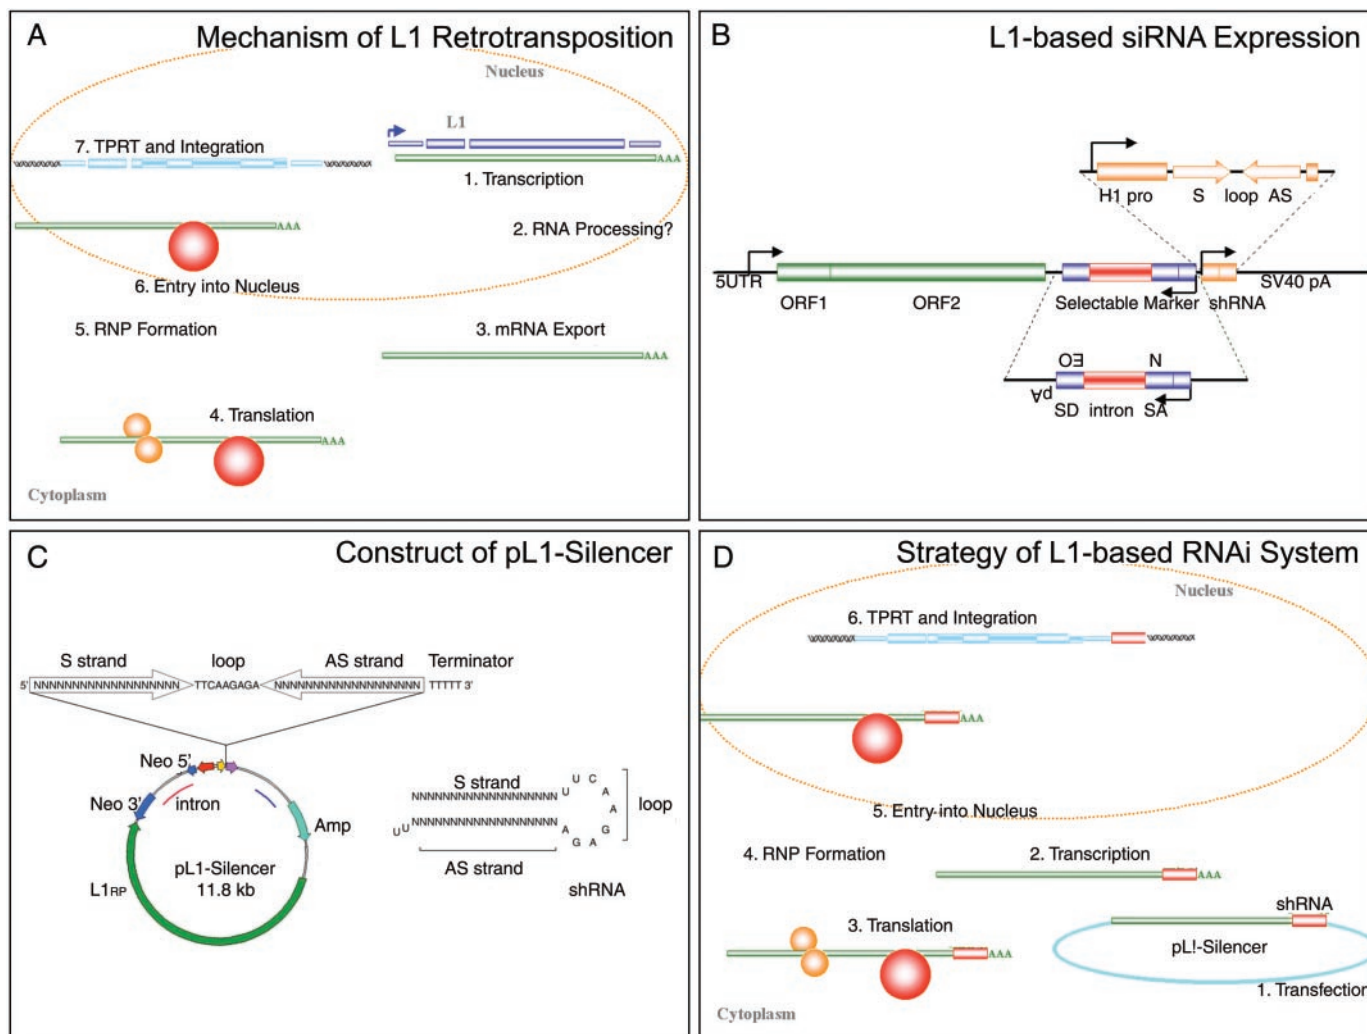 A
Mechanism of L1 Retrotransposition
Nucleus
L1
7. TPRT and Integration
AAA
1. Transcription
AAA
2. RNA Processing?
6. Entry into Nucleus
5. RNP Formation
3. mRNA Export
AAA
4. Translation
AAA
Cytoplasm
B
L1-based siRNA Expression
H1 pro S loop AS
5UTR
ORF1 ORF2 Selectable Marker shRNA SV40 pA
EO N
pA
SD intron SA
C
Construct of pL1-Silencer
S strand loop AS strand Terminator
5' NNNNNNNNNNNNNNNNNNN TTCAAGAGA NNNNNNNNNNNNNNNNNNN TTTTT 3'
Neo 5'
Neo 3'
intron
Amp
pL1-Silencer
11.8 kb
L1RP
S strand
NNNNNNNNNNNNNNNNNNN
U U C A A G A G A
loop
UU NNNNNNNNNNNNNNNNNNN
AS strand
shRNA
D
Strategy of L1-based RNAi System
Nucleus
6. TPRT and Integration
AAA
5. Entry into Nucleus
4. RNP Formation
2. Transcription
AAA
shRNA
3. Translation
AAA
pL!-Silencer
1. Transfection
Cytoplasm